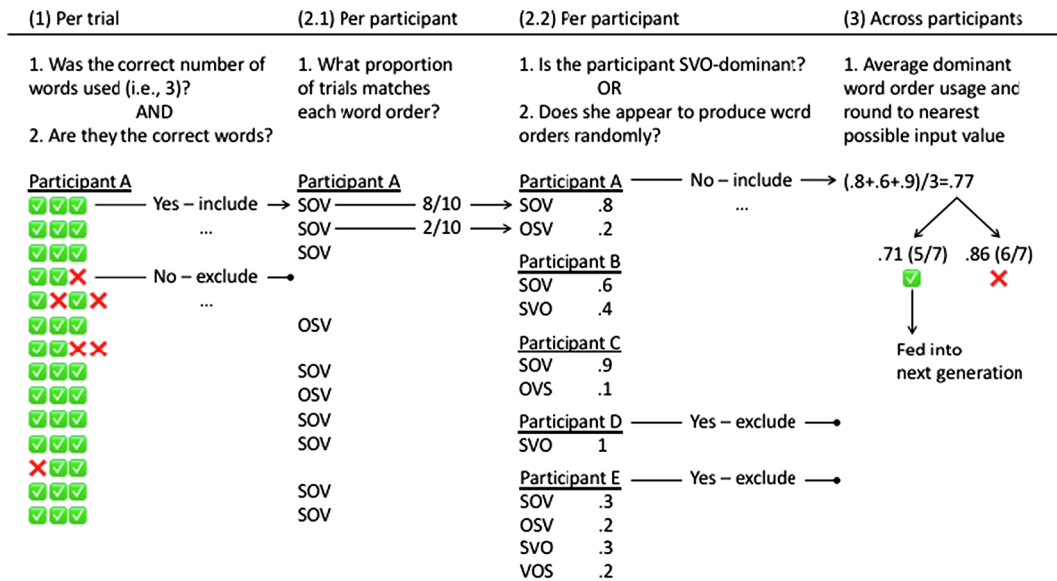 (1) Per trial
(2.1) Per participant
(2.2) Per participant
(3) Across participants
1. Was the correct number of
words used (i.e., 3)?
AND
2. Are they the correct words?
1. What proportion
of trials matches
each word order?
1. Is the participant SVO-dominant?
OR
2. Does she appear to produce word
orders randomly?
1. Average dominant
word order usage and
round to nearest
possible input value
Participant A
Yes – include
...
No – exclude
...
Participant A
SOV
8/10
SOV
2/10
SOV
OSV
SOV
OSV
SOV
SOV
SOV
SOV
Participant A
No – include
SOV .8
...
OSV .2
Participant B
SOV .6
SVO .4
Participant C
SOV .9
OVS .1
Participant D
Yes – exclude
SVO 1
Participant E
Yes – exclude
SOV .3
OSV .2
SVO .3
VOS .2
(.8+.6+.9)/3=.77
.71 (5/7) .86 (6/7)
Fed into
next generation